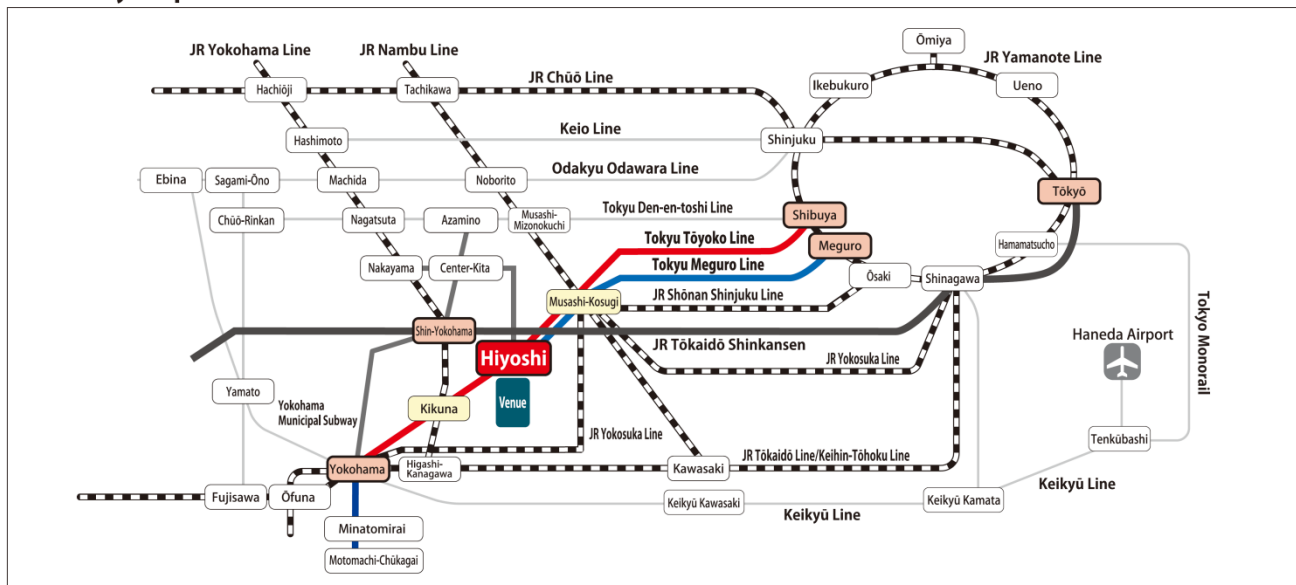 Ōmiya
JR Yokohama Line
JR Nambu Line
JR Yamanote Line
JR Chūō Line
Ikebukuro
Ueno
Hachiōji
Tachikawa
Keio Line
Shinjuku
Hashimoto
Odakyu Odawara Line
Ebina
Sagami-Ōno
Machida
Noborito
Tōkyō
Tokyu Den-en-toshi Line
Shibuya
Chūō-Rinkan
Nagatsuta
Azamino
Musashi-
Mizonokuchi
Tokyu Tōyoko Line
Meguro
Hamamatsucho
Nakayama
Center-Kita
Tokyu Meguro Line
Ōsaki
Shinagawa
Musashi-Kosugi
JR Shōnan Shinjuku Line
Tokyo Monorail
Shin-Yokohama
JR Tōkaidō Shinkansen
Haneda Airport
Hiyoshi
JR Yokosuka Line
Yamato
Venue
Kikuna
Yokohama
Municipal Subway
JR Yokosuka Line
Tenkūbashi
Yokohama
Higashi-
Kanagawa
Kawasaki
JR Tōkaidō Line/Keihin-Tōhoku Line
Keikyū Line
Fujisawa
Ōfuna
Keikyū Kawasaki
Keikyū Kamata
Keikyū Line
Minatomirai
Motomachi-Chūkagai